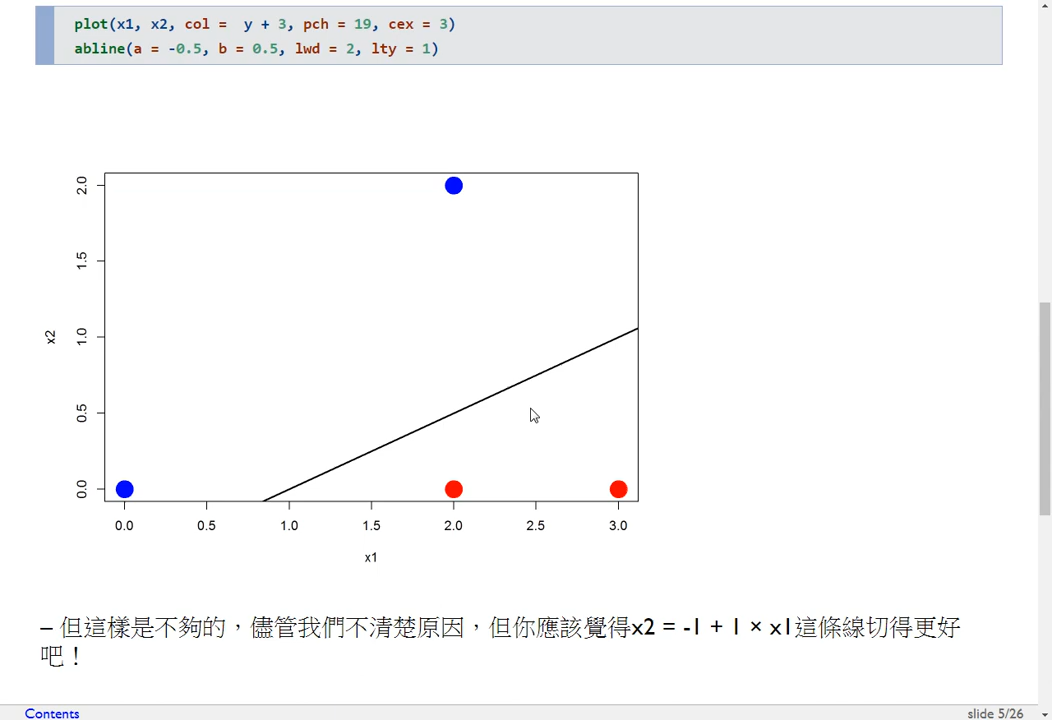 plot(x1, x2, col =  y + 3, pch = 19, cex = 3)
abline(a = -0.5, b = 0.5, lwd = 2, lty = 1)
2.0
1.5
1.0
0.5
0.0
x2
0.0 0.5 1.0 1.5 2.0 2.5 3.0
x1
– 但這樣是不夠的，儘管我們不清楚原因，但你應該覺得x2 = -1 + 1 × x1這條線切得更好
吧！
Contents
slide 5/26